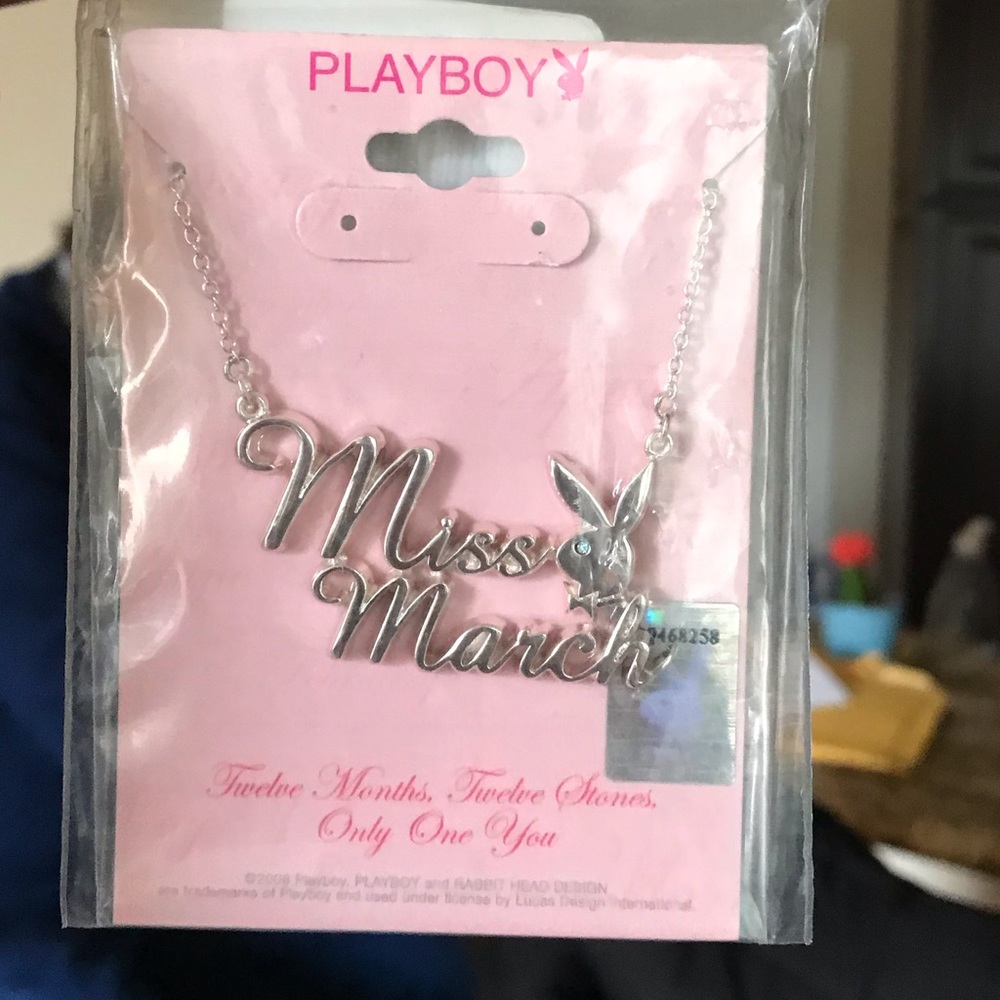 PLAYBOY
Miss
March
9468258
Twelve Months, Twelve Stones,
Only One You
©2006 Playboy. PLAYBOY and RABBIT HEAD DESIGN
are trademarks of Playboy and used under license by Lucas Design International.